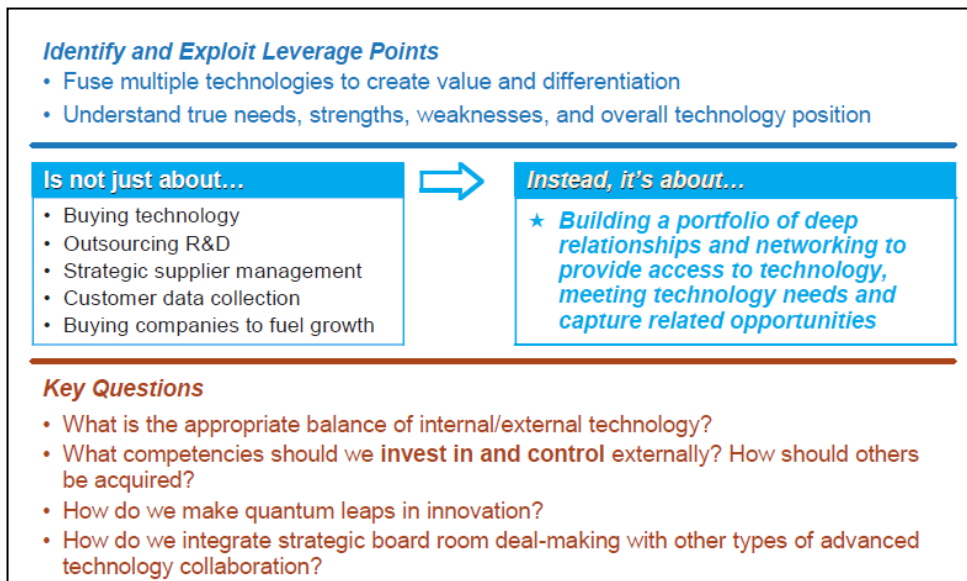 Identify and Exploit Leverage Points
• Fuse multiple technologies to create value and differentiation
• Understand true needs, strengths, weaknesses, and overall technology position
Is not just about...
• Buying technology
• Outsourcing R&D
• Strategic supplier management
• Customer data collection
• Buying companies to fuel growth
Instead, it's about...
★ Building a portfolio of deep
relationships and networking to
provide access to technology,
meeting technology needs and
capture related opportunities
Key Questions
• What is the appropriate balance of internal/external technology?
• What competencies should we invest in and control externally? How should others
be acquired?
• How do we make quantum leaps in innovation?
• How do we integrate strategic board room deal-making with other types of advanced
technology collaboration?